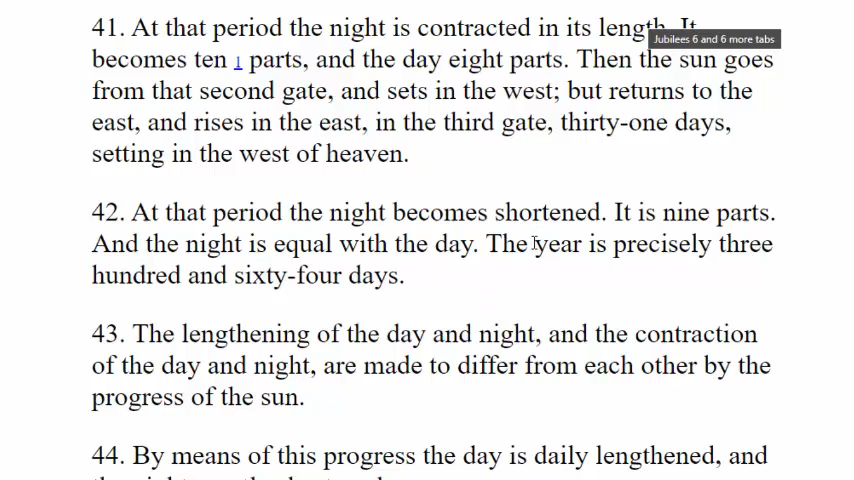 41. At that period the night is contracted in its length. It
Jubilees 6 and 6 more tabs
becomes ten 1 parts, and the day eight parts. Then the sun goes
from that second gate, and sets in the west; but returns to the
east, and rises in the east, in the third gate, thirty-one days,
setting in the west of heaven.
42. At that period the night becomes shortened. It is nine parts.
And the night is equal with the day. The year is precisely three
hundred and sixty-four days.
43. The lengthening of the day and night, and the contraction
of the day and night, are made to differ from each other by the
progress of the sun.
44. By means of this progress the day is daily lengthened, and